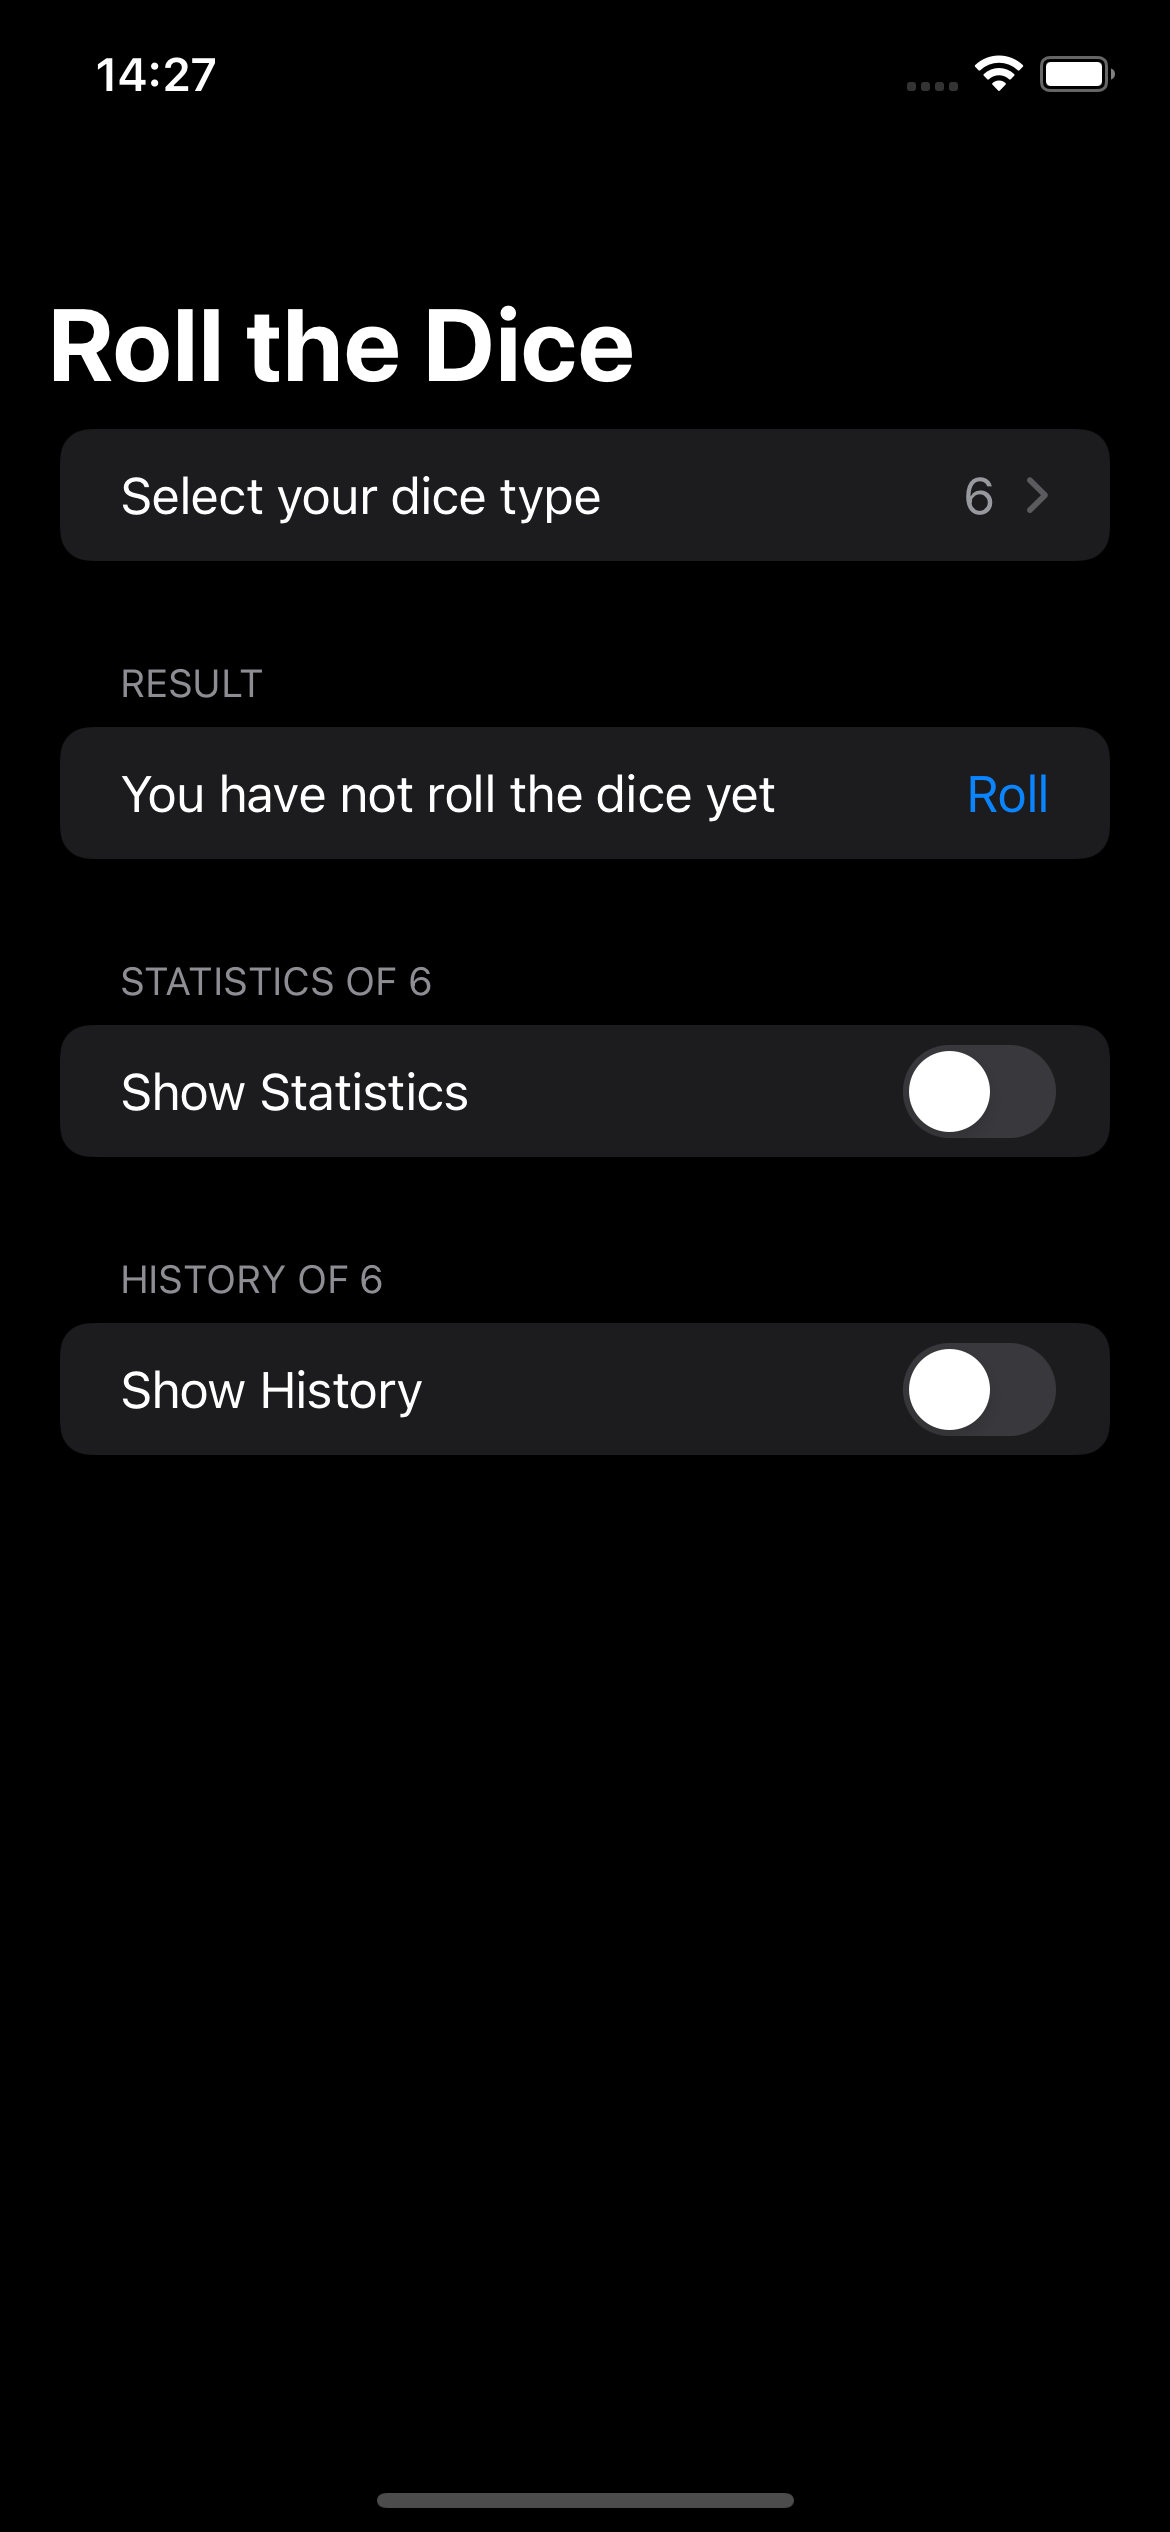 14:27
Roll the Dice
Select your dice type 6
RESULT
You have not roll the dice yet Roll
STATISTICS OF 6
Show Statistics
HISTORY OF 6
Show History